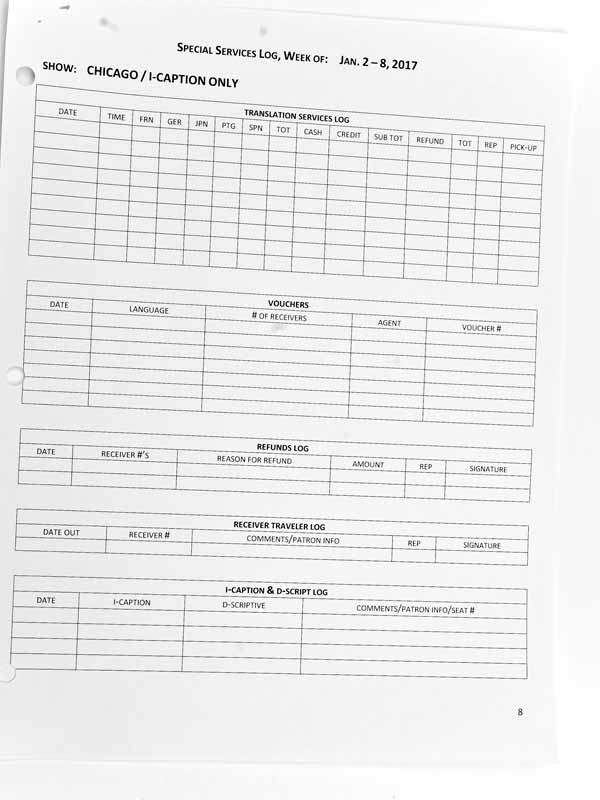 SPECIAL SERVICES LOG, WEEK OF: JAN. 2 – 8, 2017
SHOW: CHICAGO / I-CAPTION ONLY
TRANSLATION SERVICES LOG
DATE TIME FRN GER JPN PTG SPN TOT CASH CREDIT SUB TOT REFUND TOT REP PICK-UP
VOUCHERS
DATE LANGUAGE # OF RECEIVERS AGENT VOUCHER #
REFUNDS LOG
DATE RECEIVER #'S REASON FOR REFUND AMOUNT REP SIGNATURE
RECEIVER TRAVELER LOG
DATE OUT RECEIVER # COMMENTS/PATRON INFO REP SIGNATURE
I-CAPTION & D-SCRIPT LOG
DATE I-CAPTION D-SCRIPTIVE COMMENTS/PATRON INFO/SEAT #
8